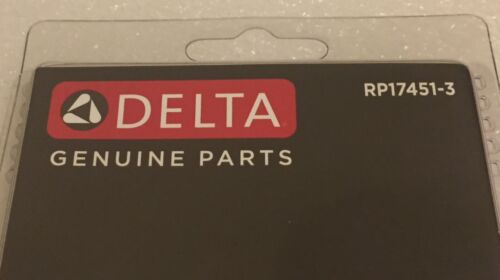 DELTA
RP17451-3
GENUINE PARTS